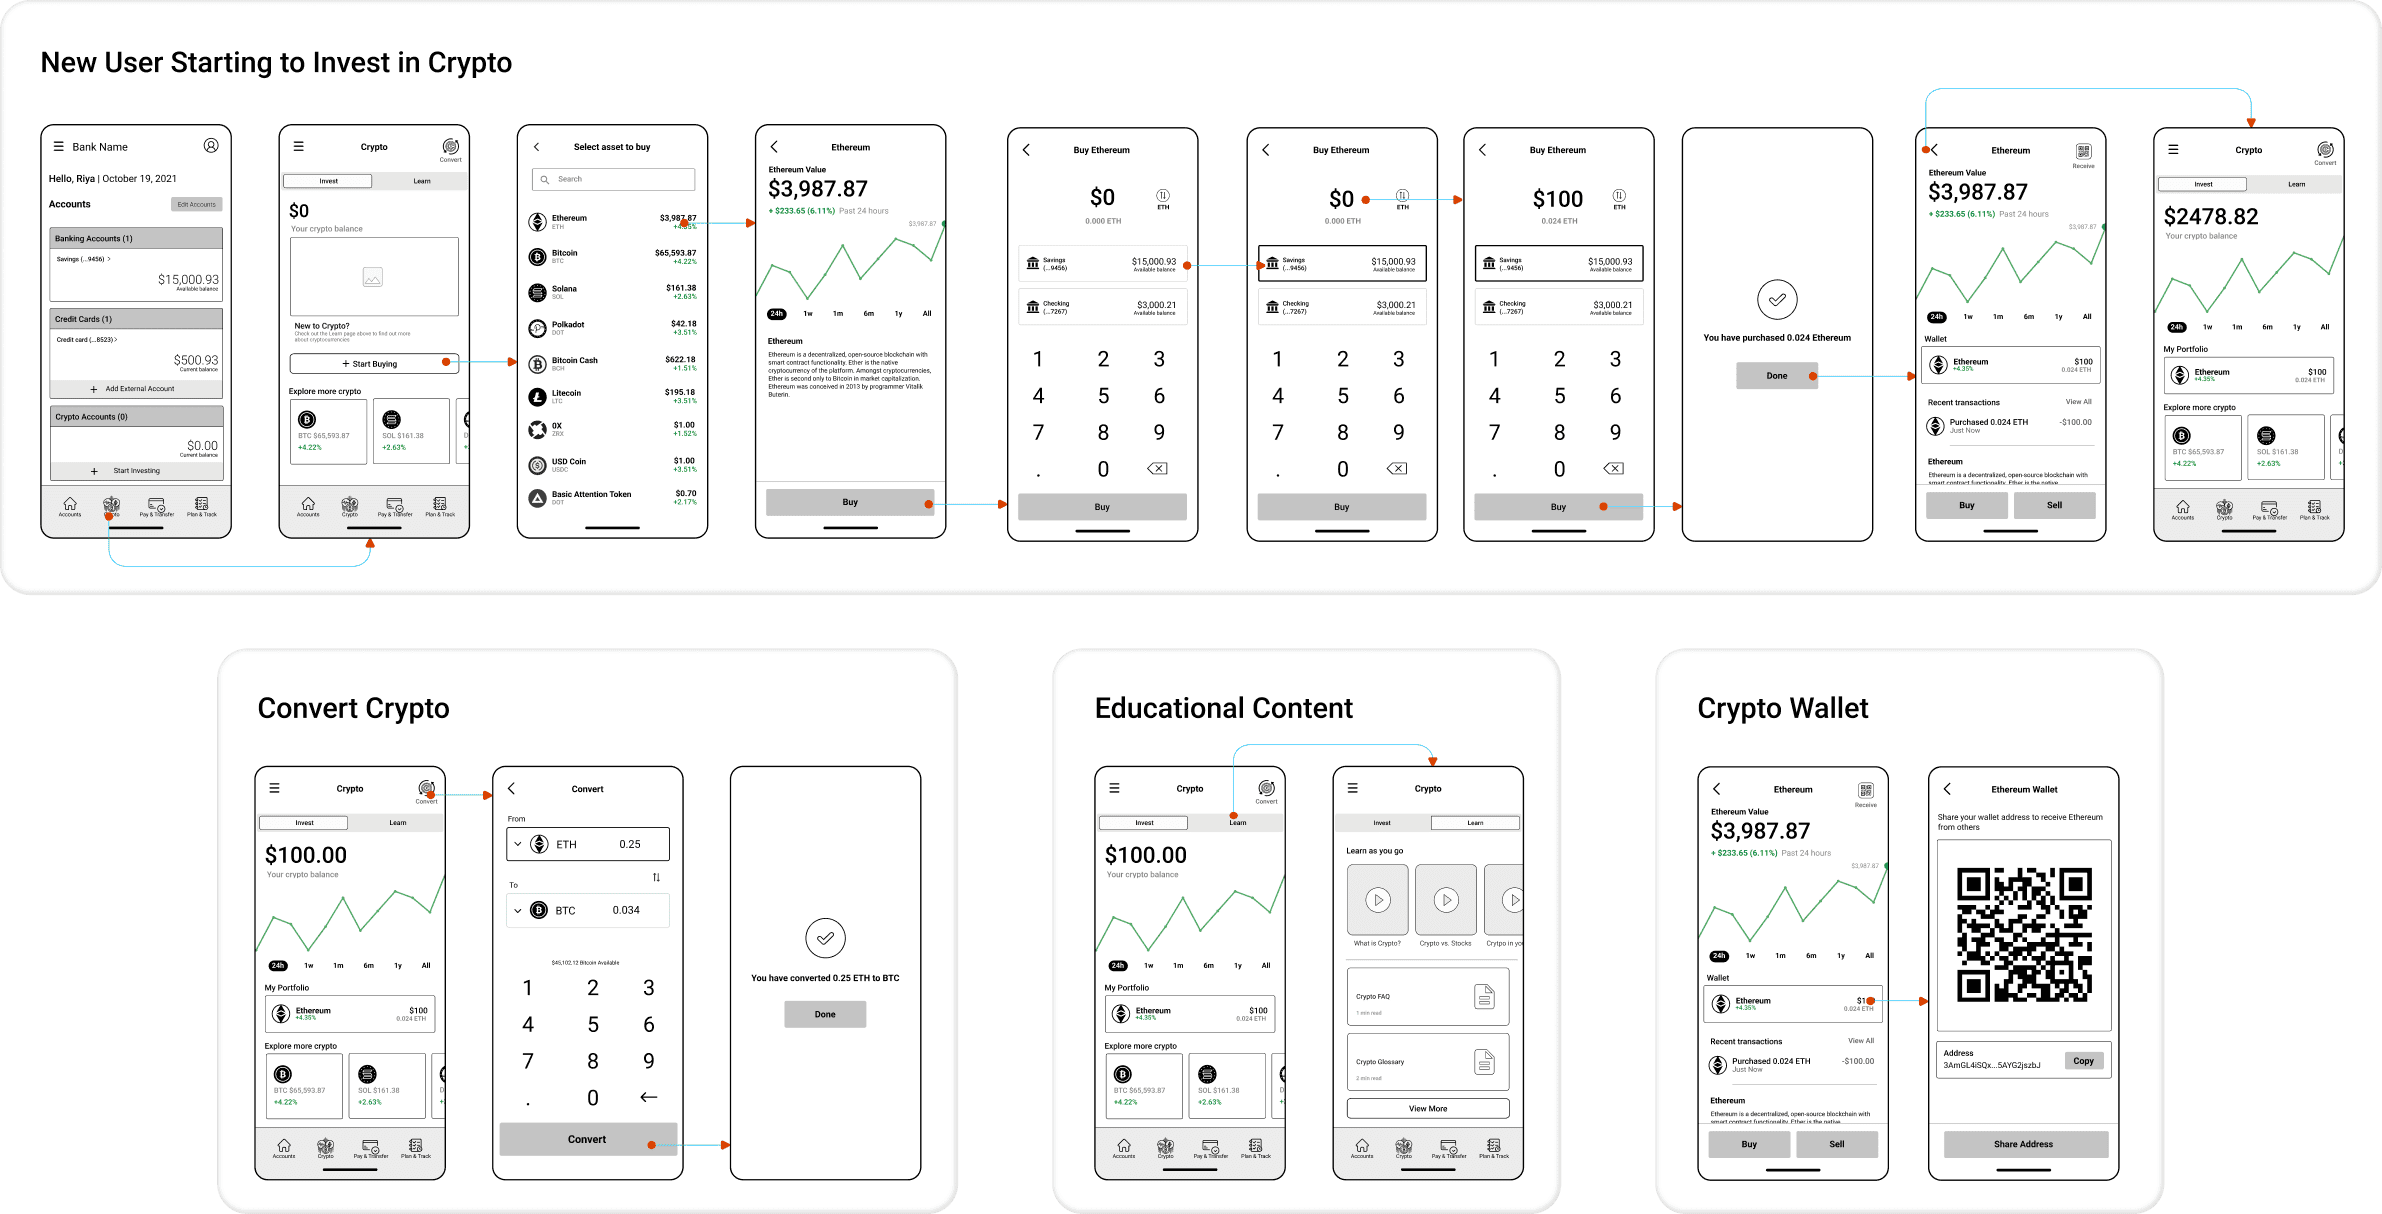 New User Starting to Invest in Crypto
Bank Name
Hello, Riya | October 19, 2021
Accounts
Edit Accounts
Banking Accounts (1)
Savings (...9456) >
$15,000.93
Available balance
Credit Cards (1)
Credit card (...8523) >
$500.93
Current balance
+ Add External Account
Crypto Accounts (0)
$0.00
Current balance
+ Start Investing
Accounts Crypto Pay & Transfer Plan & Track
Crypto
Convert
Invest Learn
$0
Your crypto balance
New to Crypto?
Check out the Learn page above to find out more
about cryptocurrencies
+ Start Buying
Explore more crypto
BTC $65,593.87
+4.22%
SOL $161.38
+2.63%
Accounts Crypto Pay & Transfer Plan & Track
Select asset to buy
Search
Ethereum $3,987.87
ETH +4.35%
Bitcoin $65,593.87
BTC +4.22%
Solana $161.38
SOL +2.63%
Polkadot $42.18
DOT +3.51%
Bitcoin Cash $622.18
BCH +1.51%
Litecoin $195.18
LTC +3.51%
0X $1.00
ZRX +1.52%
USD Coin $1.00
USDC +3.51%
Basic Attention Token $0.70
DOT +2.17%
Ethereum
Ethereum Value
$3,987.87
+ $233.65 (6.11%) Past 24 hours
$3,987.87
24h 1w 1m 6m 1y All
Ethereum
Ethereum is a decentralized, open-source blockchain with
smart contract functionality. Ether is the native
cryptocurrency of the platform. Amongst cryptocurrencies,
Ether is second only to Bitcoin in market capitalization.
Ethereum was conceived in 2013 by programmer Vitalik
Buterin.
Buy
Buy Ethereum
$0
ETH
0.000 ETH
Savings $15,000.93
(...9456) Available balance
Checking $3,000.21
(...7267) Available balance
1 2 3
4 5 6
7 8 9
. 0
Buy
Buy Ethereum
$0
ETH
0.000 ETH
Savings $15,000.93
(...9456) Available balance
Checking $3,000.21
(...7267) Available balance
1 2 3
4 5 6
7 8 9
. 0
Buy
Buy Ethereum
$100
ETH
0.024 ETH
Savings $15,000.93
(...9456) Available balance
Checking $3,000.21
(...7267) Available balance
1 2 3
4 5 6
7 8 9
. 0
Buy
You have purchased 0.024 Ethereum
Done
Ethereum
Receive
Ethereum Value
$3,987.87
+ $233.65 (6.11%) Past 24 hours
$3,987.87
24h 1w 1m 6m 1y All
Wallet
Ethereum $100
+4.35% 0.024 ETH
Recent transactions View All
Purchased 0.024 ETH -$100.00
Just Now
Ethereum
Ethereum is a decentralized, open-source blockchain with
smart contract functionality. Ether is the native
Buy Sell
Crypto
Convert
Invest Learn
$2478.82
Your crypto balance
24h 1w 1m 6m 1y All
My Portfolio
Ethereum $100
+4.35% 0.024 ETH
Explore more crypto
BTC $65,593.87
+4.22%
SOL $161.38
+2.63%
Accounts Crypto Pay & Transfer Plan & Track
Convert Crypto
Crypto
Convert
Invest Learn
$100.00
Your crypto balance
24h 1w 1m 6m 1y All
My Portfolio
Ethereum $100
+4.35% 0.024 ETH
Explore more crypto
BTC $65,593.87
+4.22%
SOL $161.38
+2.63%
Accounts Crypto Pay & Transfer Plan & Track
Convert
From
ETH 0.25
To
BTC 0.034
$45,102.12 Bitcoin Available
1 2 3
4 5 6
7 8 9
. 0
Convert
You have converted 0.25 ETH to BTC
Done
Educational Content
Crypto
Convert
Invest Learn
$100.00
Your crypto balance
24h 1w 1m 6m 1y All
My Portfolio
Ethereum $100
+4.35% 0.024 ETH
Explore more crypto
BTC $65,593.87
+4.22%
SOL $161.38
+2.63%
Accounts Crypto Pay & Transfer Plan & Track
Crypto
Invest Learn
Learn as you go
What is Crypto? Crypto vs. Stocks Crytpo in you
Crypto FAQ
1 min read
Crypto Glossary
2 min read
View More
Accounts Crypto Pay & Transfer Plan & Track
Crypto Wallet
Ethereum
Receive
Ethereum Value
$3,987.87
+ $233.65 (6.11%) Past 24 hours
$3,987.87
24h 1w 1m 6m 1y All
Wallet
Ethereum
+4.35% 0.024 ETH
Recent transactions View All
Purchased 0.024 ETH -$100.00
Just Now
Ethereum
Ethereum is a decentralized, open-source blockchain with
smart contract functionality. Ether is the native
Buy Sell
Ethereum Wallet
Share your wallet address to receive Ethereum
from others
Address
3AmGL4iSQx...5AYG2jszbJ
Copy
Share Address